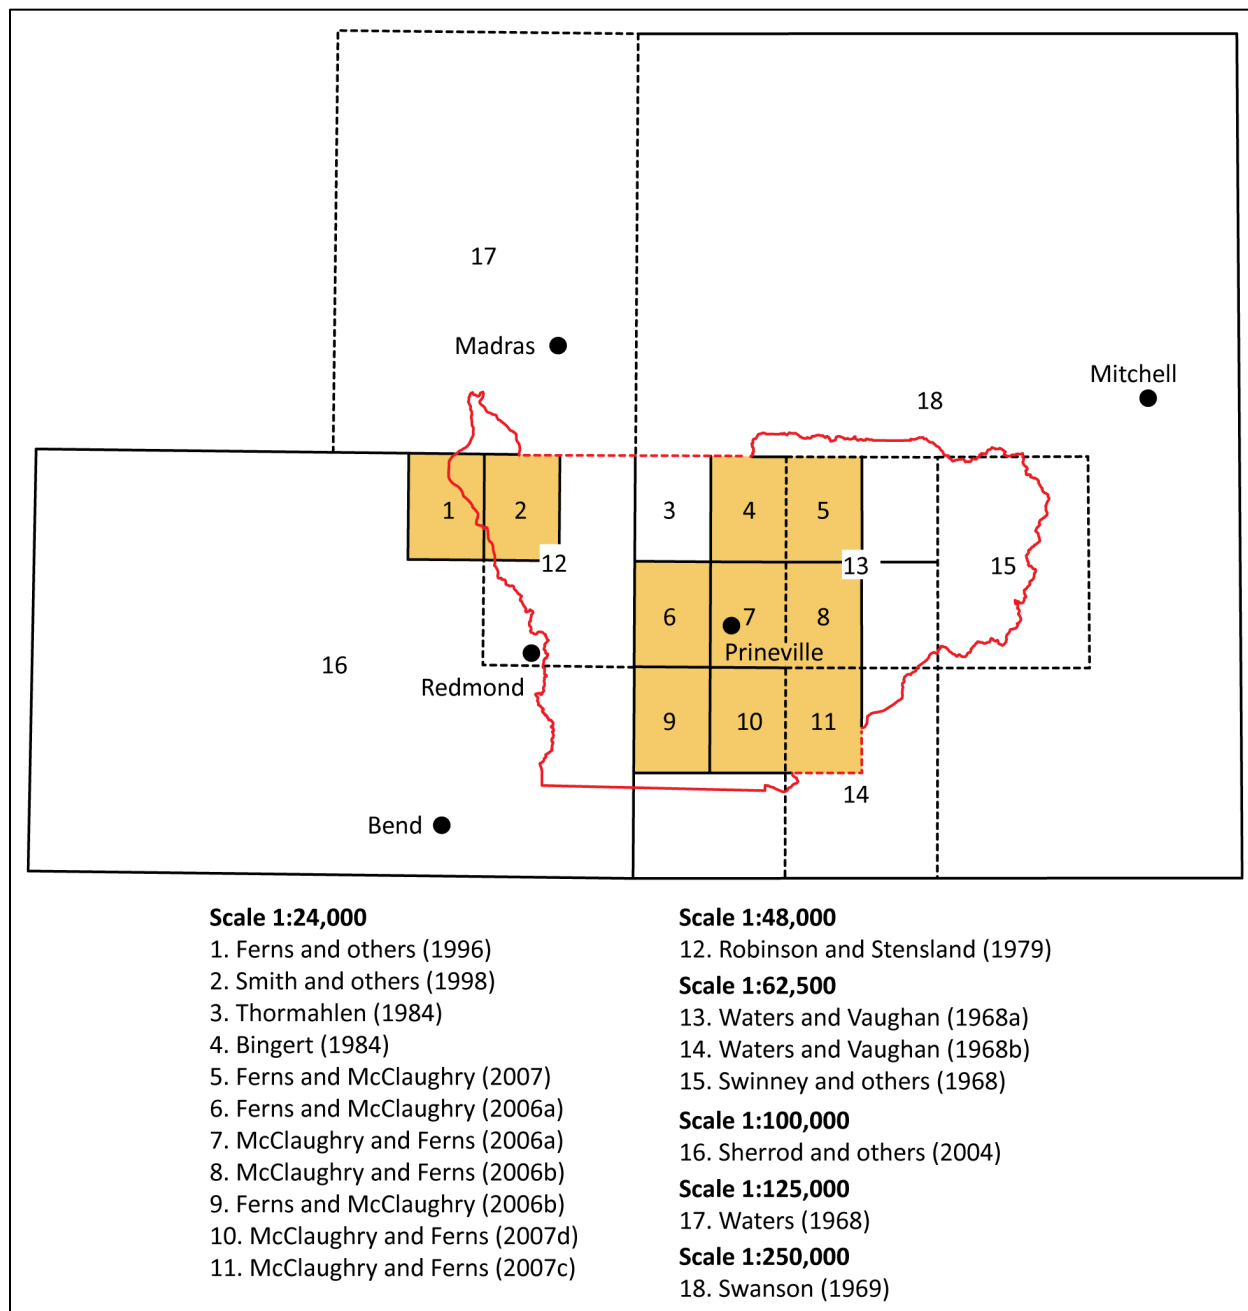 17
Madras
Mitchell
18
1
2
3
4
5
12
13
15
6
7
8
Prineville
16
Redmond
9
10
11
14
Bend
Scale 1:24,000
1. Ferns and others (1996)
2. Smith and others (1998)
3. Thormahlen (1984)
4. Bingert (1984)
5. Ferns and McClaughry (2007)
6. Ferns and McClaughry (2006a)
7. McClaughry and Ferns (2006a)
8. McClaughry and Ferns (2006b)
9. Ferns and McClaughry (2006b)
10. McClaughry and Ferns (2007d)
11. McClaughry and Ferns (2007c)
Scale 1:48,000
12. Robinson and Stensland (1979)
Scale 1:62,500
13. Waters and Vaughan (1968a)
14. Waters and Vaughan (1968b)
15. Swinney and others (1968)
Scale 1:100,000
16. Sherrod and others (2004)
Scale 1:125,000
17. Waters (1968)
Scale 1:250,000
18. Swanson (1969)